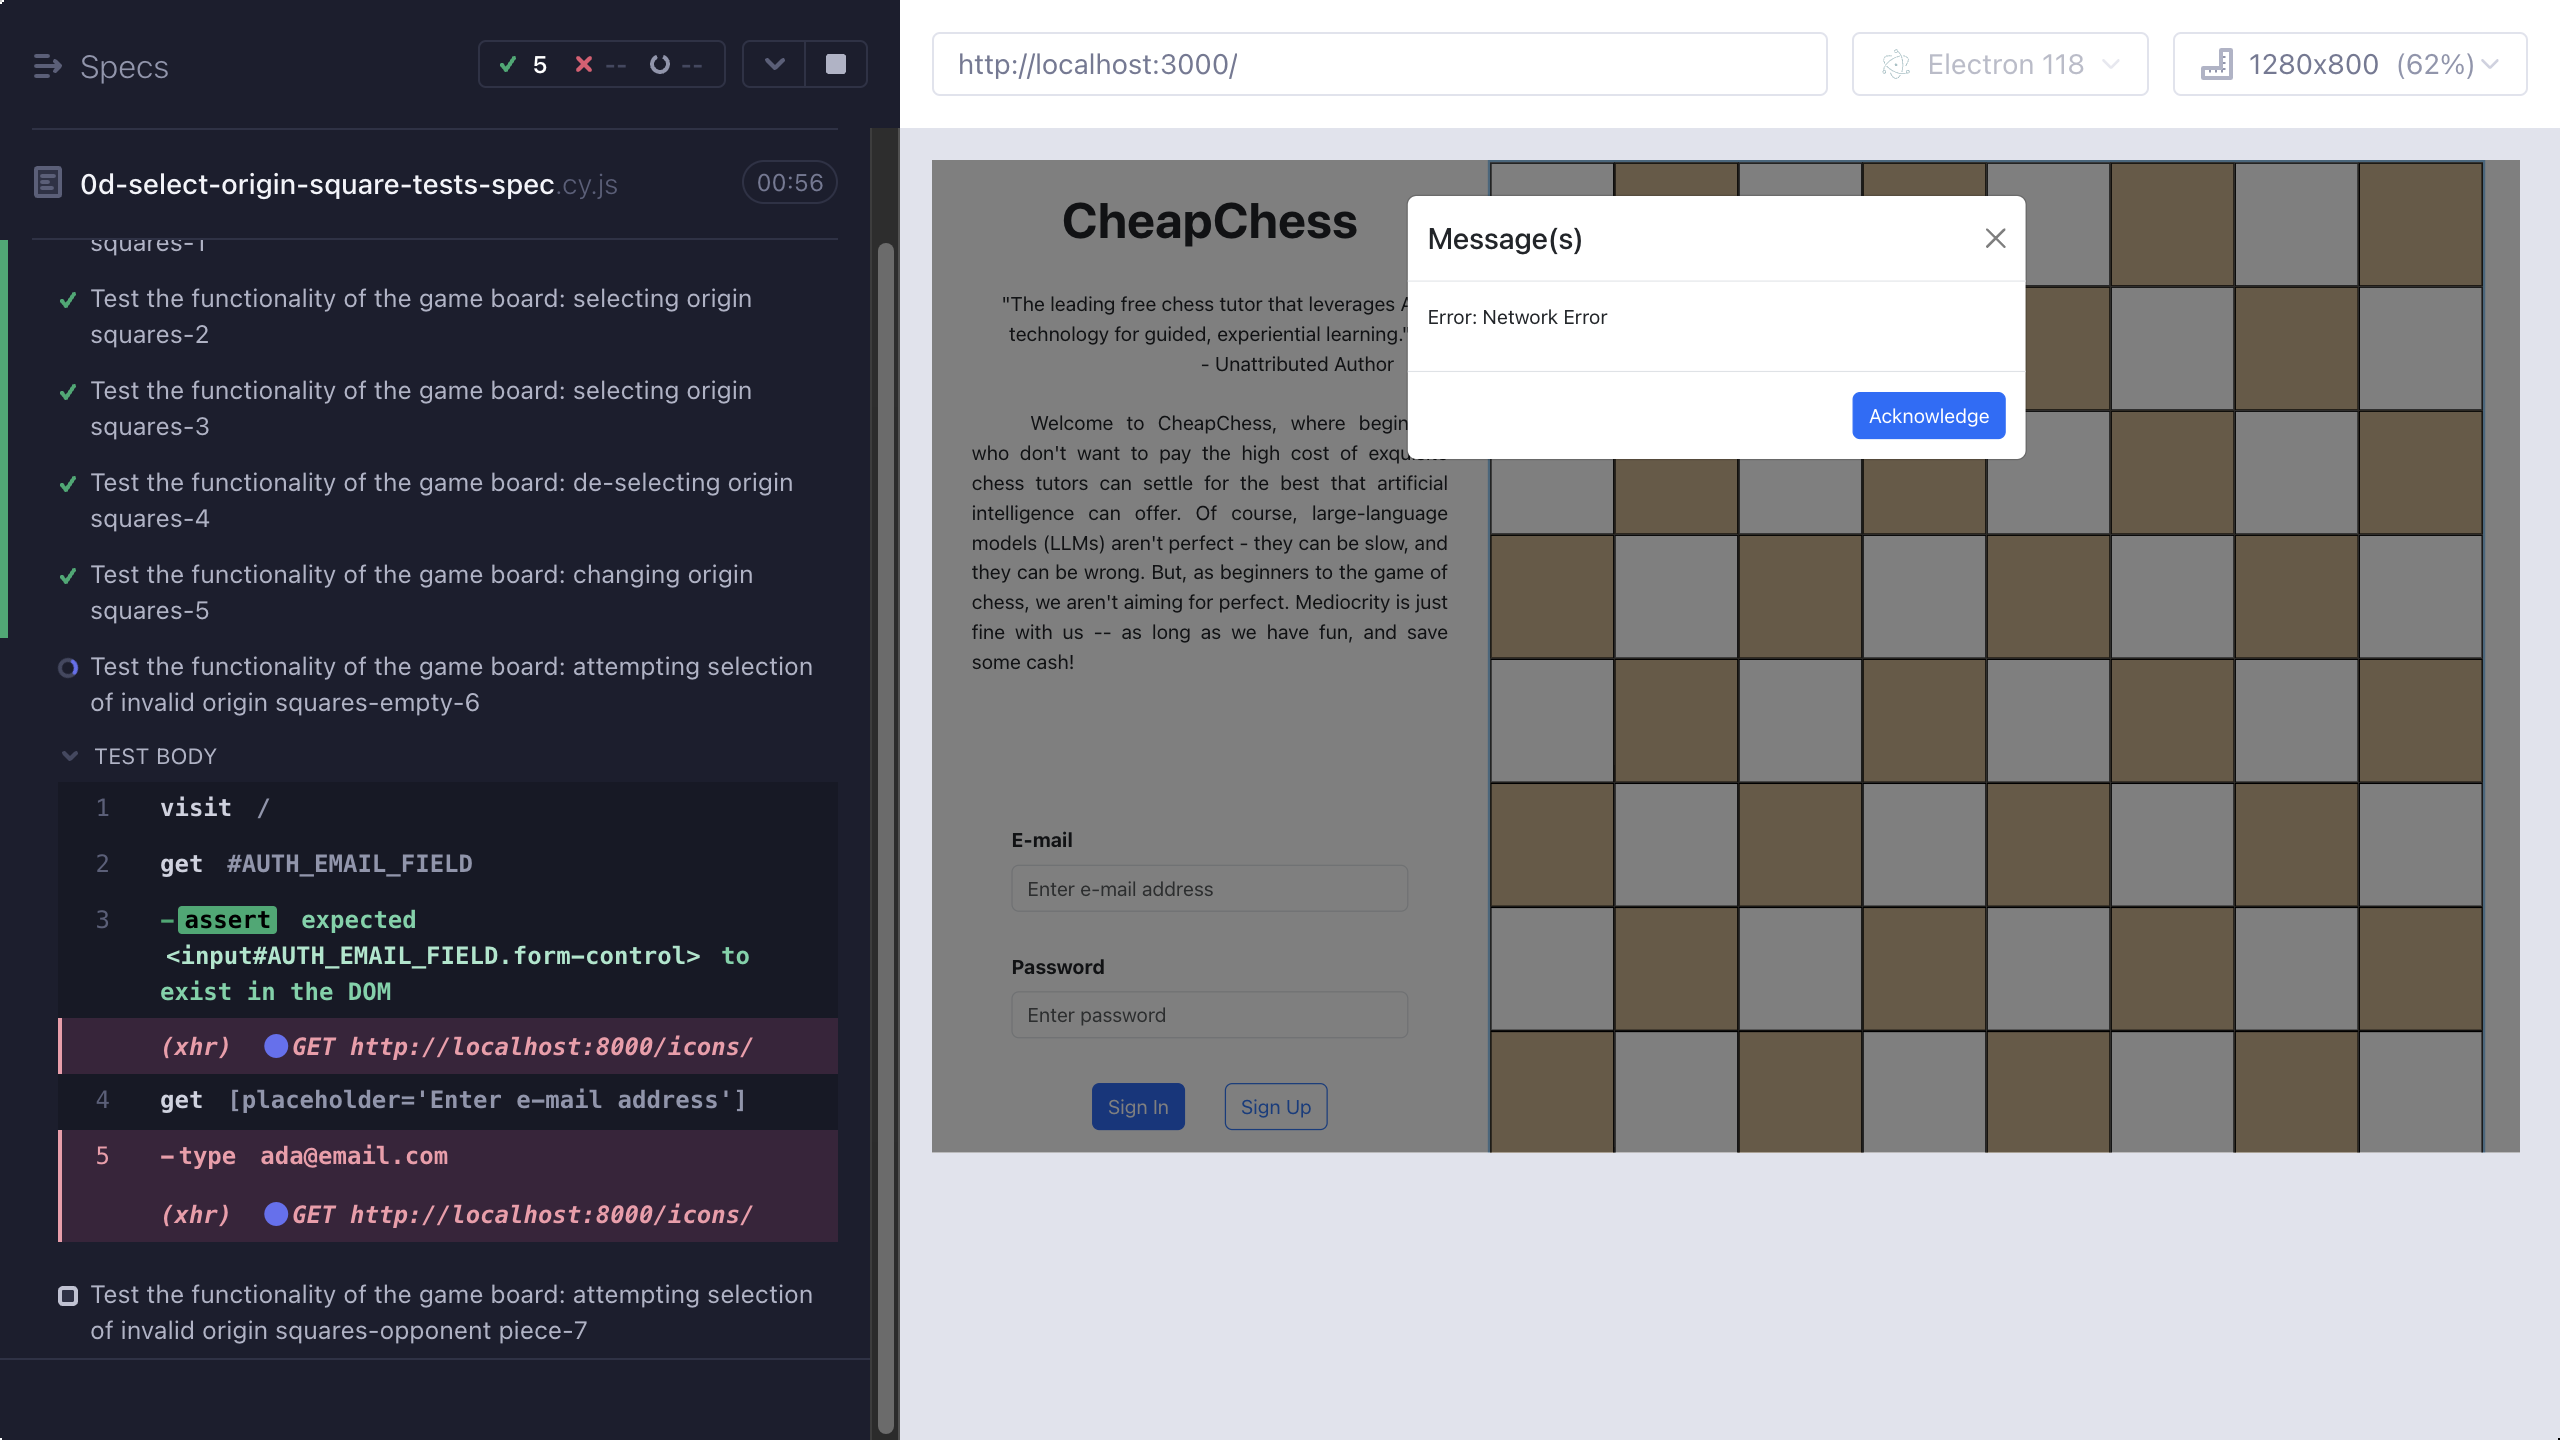 Specs
5
--
--
0d-select-origin-square-tests-spec.cy.js
00:56
squares-1
Test the functionality of the game board: selecting origin
squares-2
Test the functionality of the game board: selecting origin
squares-3
Test the functionality of the game board: de-selecting origin
squares-4
Test the functionality of the game board: changing origin
squares-5
Test the functionality of the game board: attempting selection
of invalid origin squares-empty-6
TEST BODY
1 visit /
2 get #AUTH_EMAIL_FIELD
3 -assert expected
<input#AUTH_EMAIL_FIELD.form-control> to
exist in the DOM
(xhr) GET http://localhost:8000/icons/
4 get [placeholder='Enter e-mail address']
5 -type ada@email.com
(xhr) GET http://localhost:8000/icons/
Test the functionality of the game board: attempting selection
of invalid origin squares-opponent piece-7
http://localhost:3000/
Electron 118
1280x800 (62%)
CheapChess
"The leading free chess tutor that leverages A
technology for guided, experiential learning."
- Unattributed Author
Welcome to CheapChess, where begin
who don't want to pay the high cost of exquisite
chess tutors can settle for the best that artificial
intelligence can offer. Of course, large-language
models (LLMs) aren't perfect - they can be slow, and
they can be wrong. But, as beginners to the game of
chess, we aren't aiming for perfect. Mediocrity is just
fine with us -- as long as we have fun, and save
some cash!
E-mail
Enter e-mail address
Password
Enter password
Sign In
Sign Up
Message(s)
Error: Network Error
Acknowledge